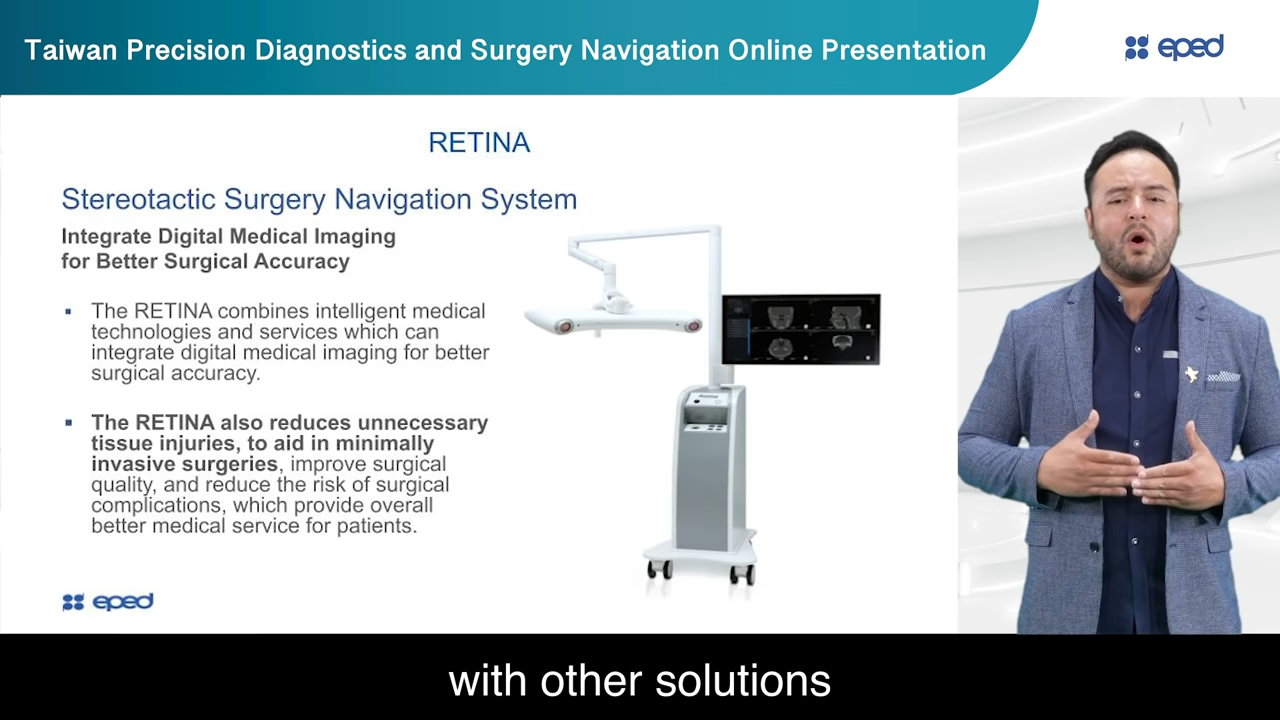 Taiwan Precision Diagnostics and Surgery Navigation Online Presentation
eped
RETINA
Stereotactic Surgery Navigation System
Integrate Digital Medical Imaging
for Better Surgical Accuracy
▪ The RETINA combines intelligent medical
technologies and services which can
integrate digital medical imaging for better
surgical accuracy.
▪ The RETINA also reduces unnecessary
tissue injuries, to aid in minimally
invasive surgeries, improve surgical
quality, and reduce the risk of surgical
complications, which provide overall
better medical service for patients.
eped
with other solutions